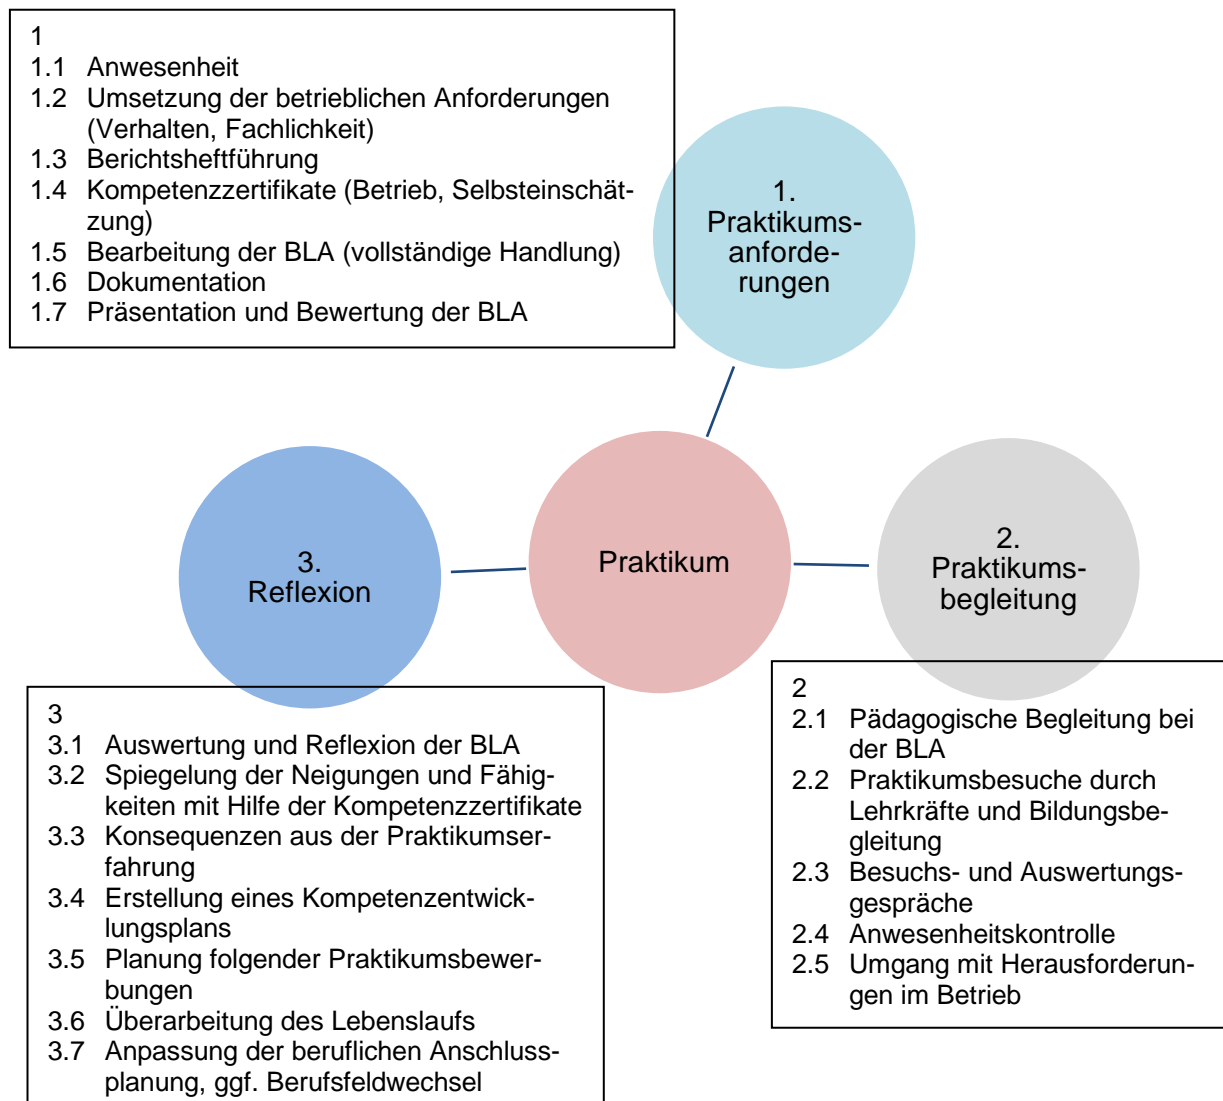 1
1.1 Anwesenheit
1.2 Umsetzung der betrieblichen Anforderungen
(Verhalten, Fachlichkeit)
1.3 Berichtsheftführung
1.4 Kompetenzzertifikate (Betrieb, Selbsteinschät-
zung)
1.5 Bearbeitung der BLA (vollständige Handlung)
1.6 Dokumentation
1.7 Präsentation und Bewertung der BLA
1.
Praktikums-
anforde-
rungen
Praktikum
2.
Praktikums-
begleitung
3.
Reflexion
2
2.1 Pädagogische Begleitung bei
der BLA
2.2 Praktikumsbesuche durch
Lehrkräfte und Bildungsbe-
gleitung
2.3 Besuchs- und Auswertungs-
gespräche
2.4 Anwesenheitskontrolle
2.5 Umgang mit Herausforderun-
gen im Betrieb
3
3.1 Auswertung und Reflexion der BLA
3.2 Spiegelung der Neigungen und Fähig-
keiten mit Hilfe der Kompetenzzertifikate
3.3 Konsequenzen aus der Praktikumser-
fahrung
3.4 Erstellung eines Kompetenzentwick-
lungsplans
3.5 Planung folgender Praktikumsbewer-
bungen
3.6 Überarbeitung des Lebenslaufs
3.7 Anpassung der beruflichen Anschluss-
planung, ggf. Berufsfeldwechsel